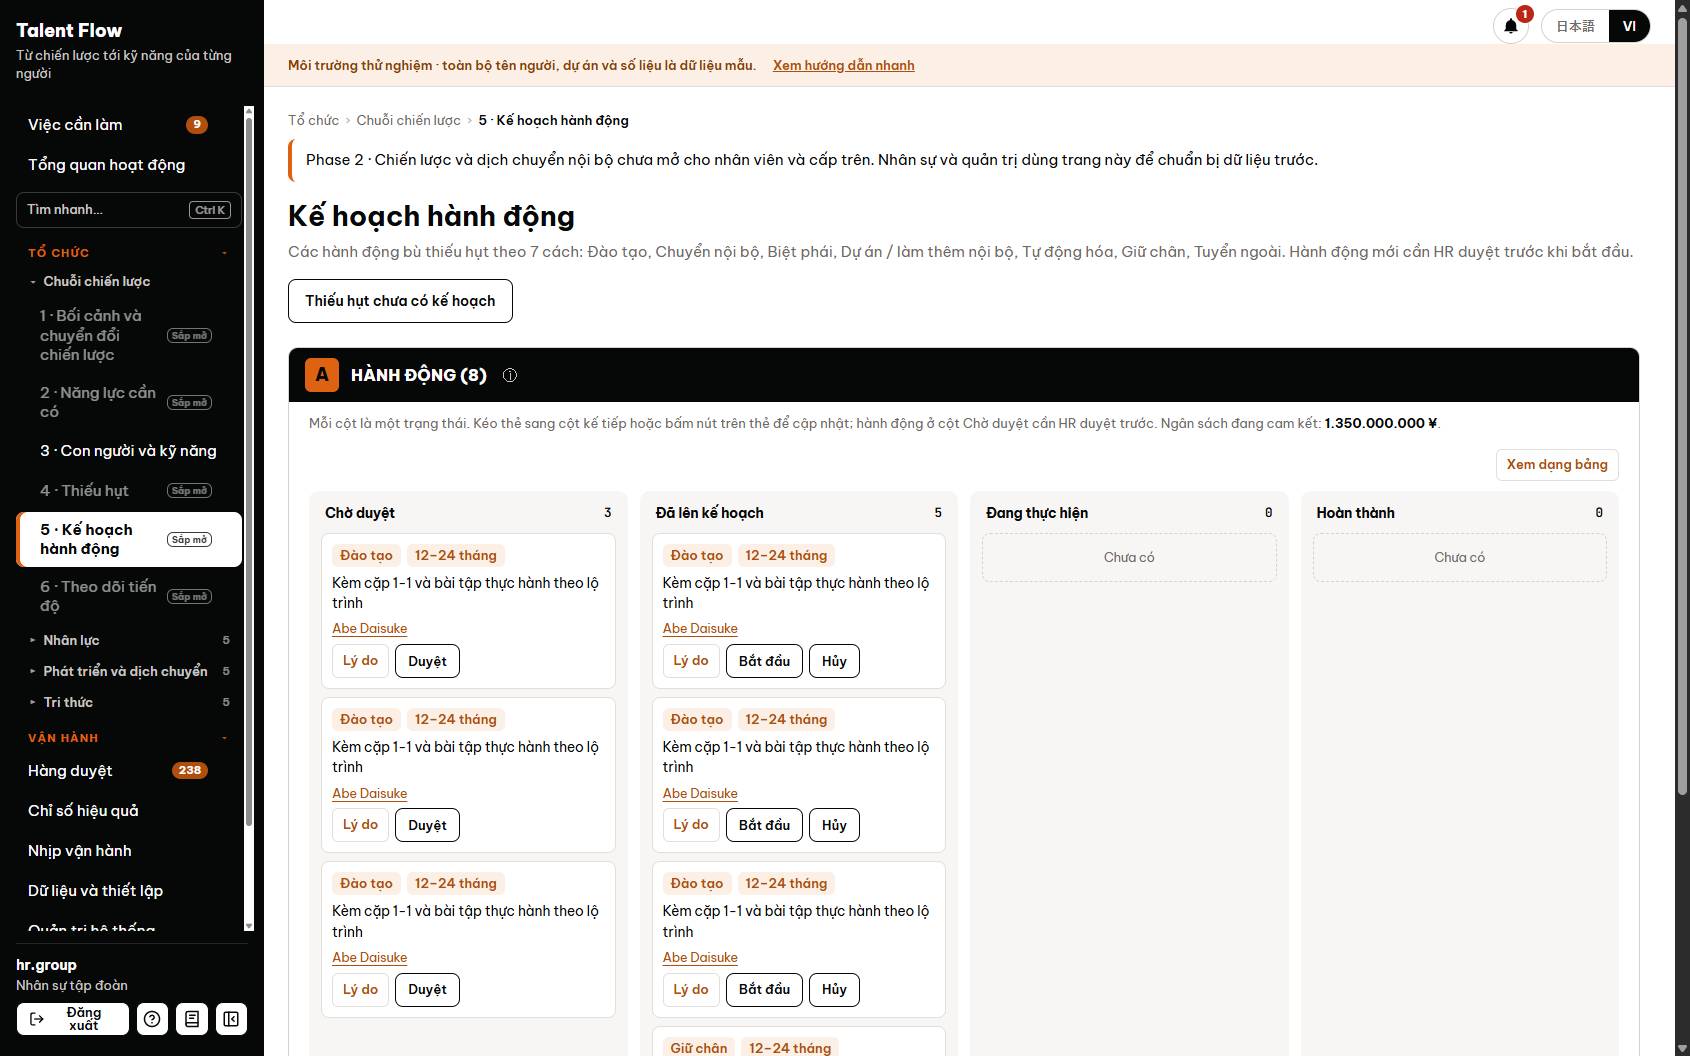 Talent Flow
Từ chiến lược tới kỹ năng của từng
người
Việc cần làm 9
Tổng quan hoạt động
Tìm nhanh... Ctrl K
TỔ CHỨC
Chuỗi chiến lược
1 · Bối cảnh và
chuyển đổi
chiến lược
Sắp mở
2 · Năng lực cần
có
Sắp mở
3 · Con người và kỹ năng
4 · Thiếu hụt Sắp mở
5 · Kế hoạch
hành động
Sắp mở
6 · Theo dõi tiến
độ
Sắp mở
Nhân lực 5
Phát triển và dịch chuyển 5
Tri thức 5
VẬN HÀNH
Hàng duyệt 238
Chỉ số hiệu quả
Nhịp vận hành
Dữ liệu và thiết lập
Quản trị hệ thống
hr.group
Nhân sự tập đoàn
Đăng
xuất
1
日本語 VI
Môi trường thử nghiệm · toàn bộ tên người, dự án và số liệu là dữ liệu mẫu. Xem hướng dẫn nhanh
Tổ chức › Chuỗi chiến lược › 5 · Kế hoạch hành động
Phase 2 · Chiến lược và dịch chuyển nội bộ chưa mở cho nhân viên và cấp trên. Nhân sự và quản trị dùng trang này để chuẩn bị dữ liệu trước.
Kế hoạch hành động
Các hành động bù thiếu hụt theo 7 cách: Đào tạo, Chuyển nội bộ, Biệt phái, Dự án / làm thêm nội bộ, Tự động hóa, Giữ chân, Tuyển ngoài. Hành động mới cần HR duyệt trước khi bắt đầu.
Thiếu hụt chưa có kế hoạch
A HÀNH ĐỘNG (8)
Mỗi cột là một trạng thái. Kéo thẻ sang cột kế tiếp hoặc bấm nút trên thẻ để cập nhật; hành động ở cột Chờ duyệt cần HR duyệt trước. Ngân sách đang cam kết: 1.350.000.000 ¥.
Xem dạng bảng
Chờ duyệt 3
Đào tạo 12–24 tháng
Kèm cặp 1-1 và bài tập thực hành theo lộ
trình
Abe Daisuke
Lý do Duyệt
Đào tạo 12–24 tháng
Kèm cặp 1-1 và bài tập thực hành theo lộ
trình
Abe Daisuke
Lý do Duyệt
Đào tạo 12–24 tháng
Kèm cặp 1-1 và bài tập thực hành theo lộ
trình
Abe Daisuke
Lý do Duyệt
Đã lên kế hoạch 5
Đào tạo 12–24 tháng
Kèm cặp 1-1 và bài tập thực hành theo lộ
trình
Abe Daisuke
Lý do Bắt đầu Hủy
Đào tạo 12–24 tháng
Kèm cặp 1-1 và bài tập thực hành theo lộ
trình
Abe Daisuke
Lý do Bắt đầu Hủy
Đào tạo 12–24 tháng
Kèm cặp 1-1 và bài tập thực hành theo lộ
trình
Abe Daisuke
Lý do Bắt đầu Hủy
Giữ chân 12–24 tháng
Đang thực hiện 0
Chưa có
Hoàn thành 0
Chưa có